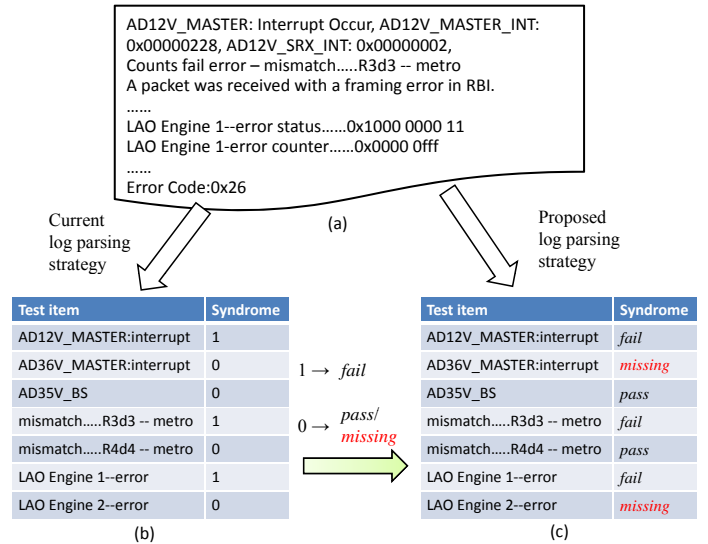 AD12V_MASTER: Interrupt Occur, AD12V_MASTER_INT:
0x00000228, AD12V_SRX_INT: 0x00000002,
Counts fail error – mismatch.....R3d3 -- metro
A packet was received with a framing error in RBI.
......
LAO Engine 1--error status......0x1000 0000 11
LAO Engine 1-error counter......0x0000 0fff
......
Error Code:0x26
(a)
Current
log parsing
strategy
Proposed
log parsing
strategy
Test item Syndrome
AD12V_MASTER:interrupt 1
AD36V_MASTER:interrupt 0
AD35V_BS 0
mismatch.....R3d3 -- metro 1
mismatch.....R4d4 -- metro 0
LAO Engine 1--error 1
LAO Engine 2--error 0
(b)
1 → fail
0 → pass/
missing
Test item Syndrome
AD12V_MASTER:interrupt fail
AD36V_MASTER:interrupt missing
AD35V_BS pass
mismatch.....R3d3 -- metro fail
mismatch.....R4d4 -- metro pass
LAO Engine 1--error fail
LAO Engine 2--error missing
(c)